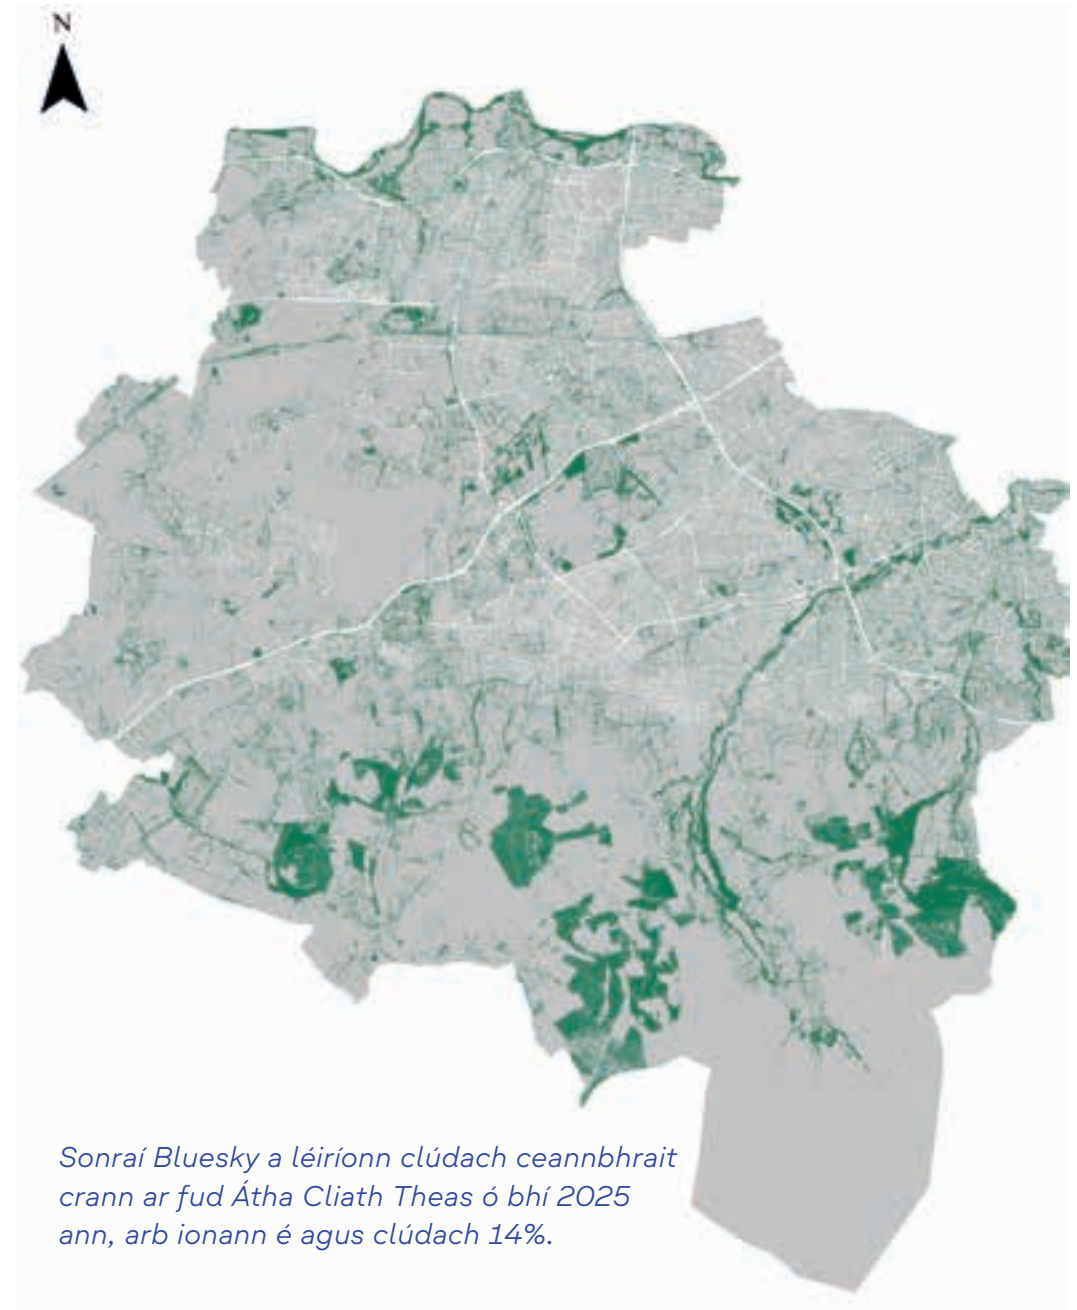 N
Sonraí Bluesky a léiríonn clúdach ceannbhrait
crann ar fud Átha Cliath Theas ó bhí 2025
ann, arb ionann é agus clúdach 14%.